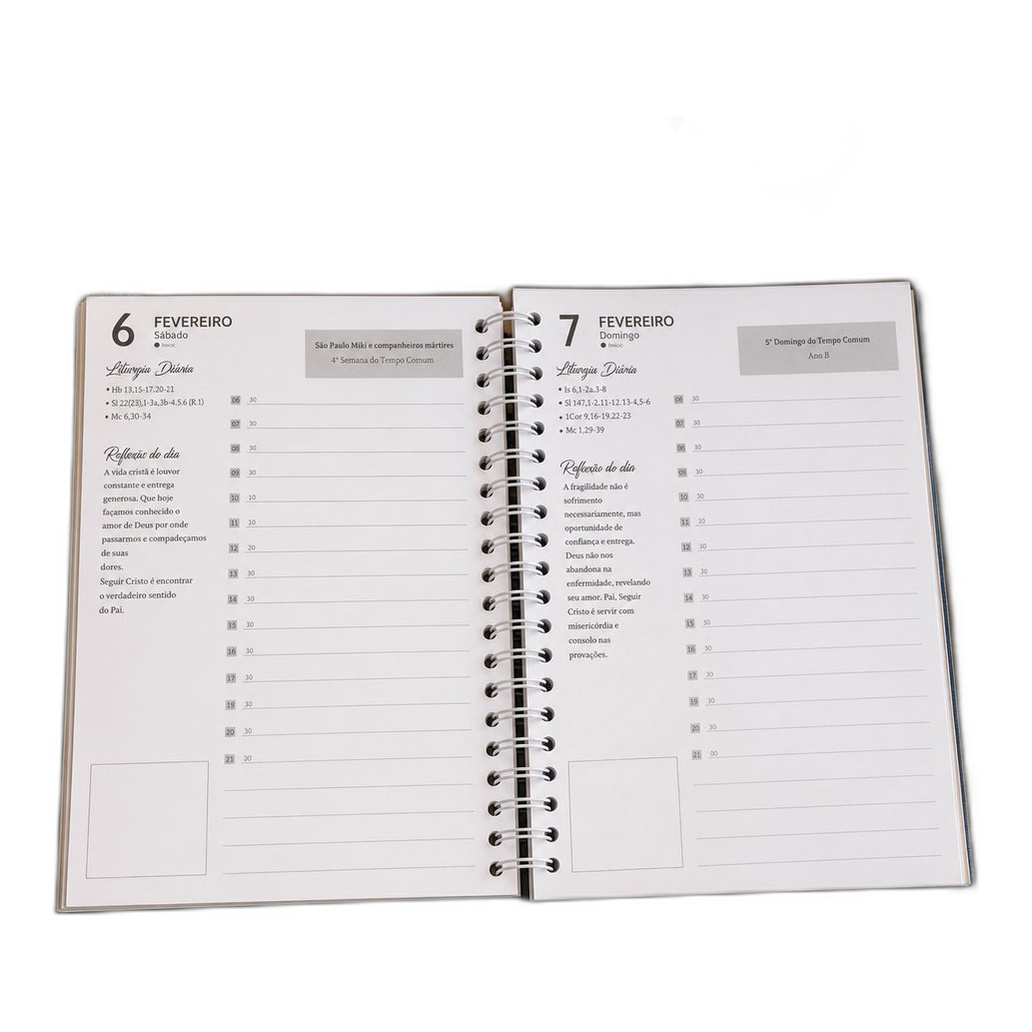 6 FEVEREIRO
Sábado
São Paulo Miki e companheiros mártires
4ª Semana do Tempo Comum
Liturgia Diária
• Hb 13,15-17.20-21
• Sl 22(23),1-3a,3b-4.5.6 (R.1)
• Mc 6,30-34
Reflexão do dia
A vida cristã é louvor
constante e entrega
generosa. Que hoje
façamos conhecido o
amor de Deus por onde
passarmos e compadeçamos
de suas
dores.
Seguir Cristo é encontrar
o verdadeiro sentido
do Pai.
06 30
07 30
08 30
09 30
10 10
11 10
12 20
13 30
14 30
15 30
16 30
17 30
19 30
20 30
21 20
7 FEVEREIRO
Domingo
5º Domingo do Tempo Comum
Ano B
Liturgia Diária
• Is 6,1-2a.3-8
• Sl 147,1-2.11-12.13-4,5-6
• 1Cor 9,16-19.22-23
• Mc 1,29-39
Reflexão do dia
A fragilidade não é
sofrimento
necessariamente, mas
oportunidade de
confiança e entrega.
Deus não nos
abandona na
enfermidade, revelando
seu amor. Pai, Seguir
Cristo é servir com
misericórdia e
consolo nas
provações.
06 30
07 30
08 30
09 30
10 30
11 30
12 30
13 30
14 30
15 30
16 30
17 30
19 30
20 30
21 00